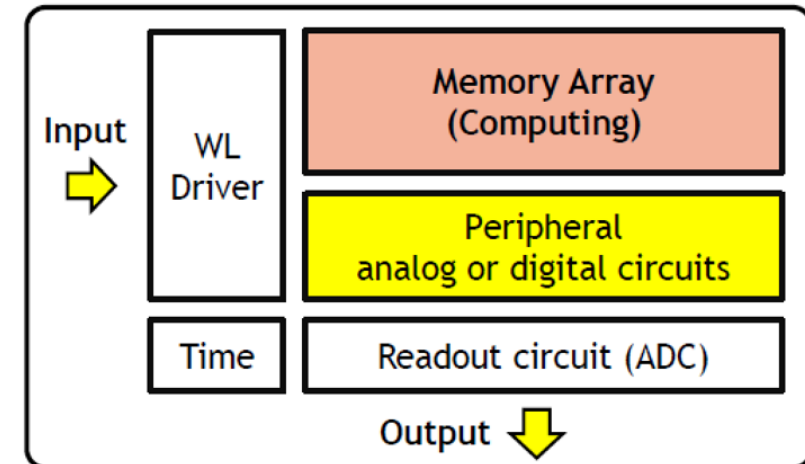 Input
WL
Driver
Memory Array
(Computing)
Peripheral
analog or digital circuits
Time
Readout circuit (ADC)
Output